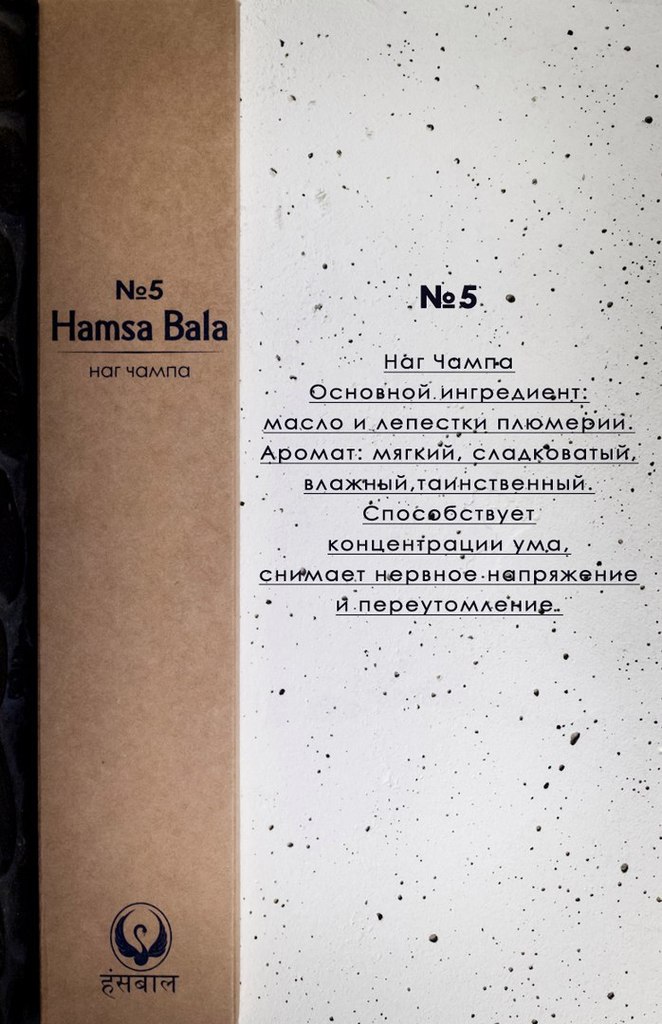 №5
Hamsa Bala
наг чампа
हंसबाल
№5
Наг Чампа
Основной ингредиент:
масло и лепестки плюмерии.
Аромат: мягкий, сладковатый,
влажный,таинственный.
Способствует
концентрации ума,
снимает нервное напряжение
и переутомление.